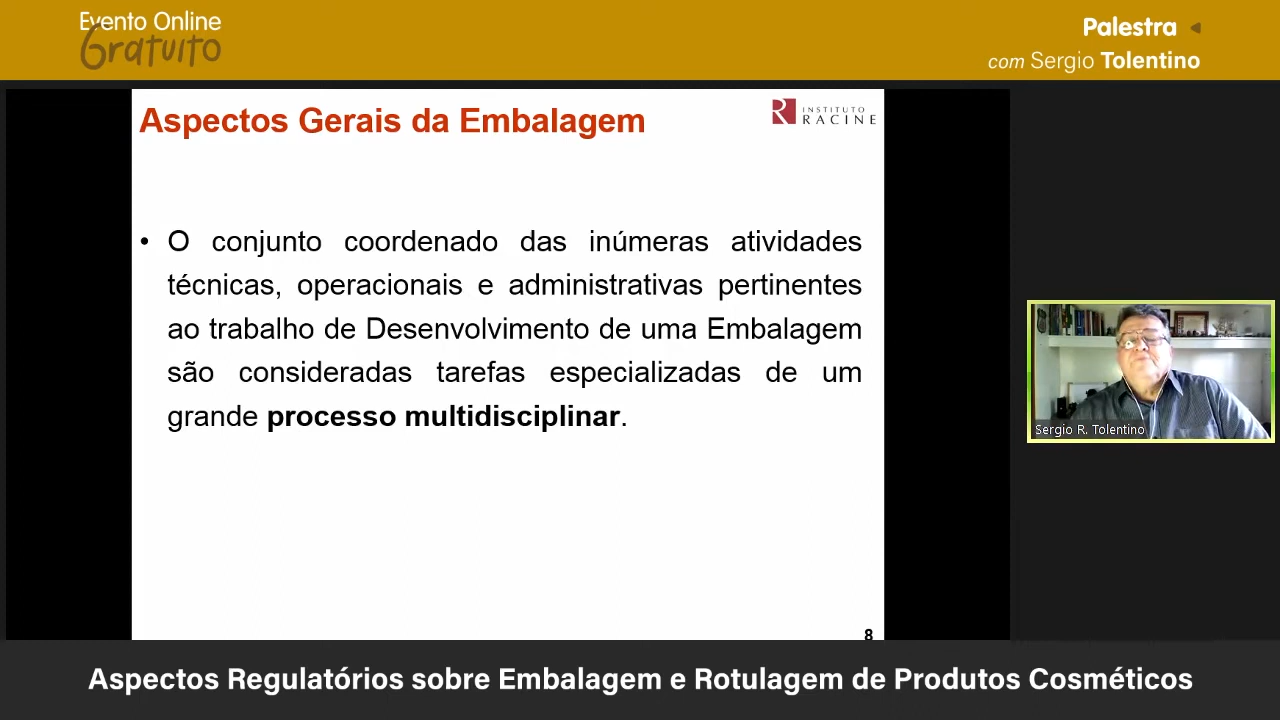 Evento Online
Gratuito
Palestra
com Sergio Tolentino
Aspectos Gerais da Embalagem
INSTITUTO
RACINE
• O conjunto coordenado das inúmeras atividades
técnicas, operacionais e administrativas pertinentes
ao trabalho de Desenvolvimento de uma Embalagem
são consideradas tarefas especializadas de um
grande processo multidisciplinar.
Sergio R. Tolentino
8
Aspectos Regulatórios sobre Embalagem e Rotulagem de Produtos Cosméticos